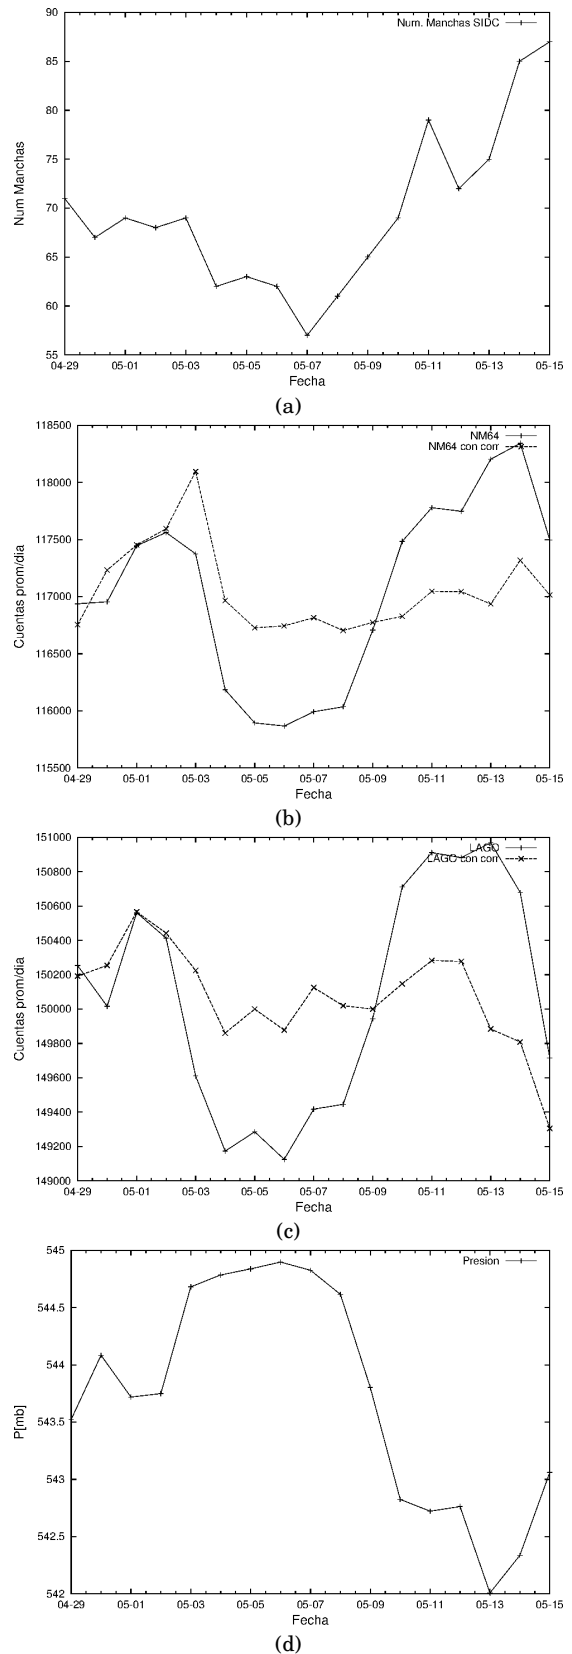 90
Num. Manchas SIDC
85
80
75
70
65
60
55
Num Manchas
04-29 05-01 05-03 05-05 05-07 05-09 05-11 05-13 05-15
Fecha
(a)
118500
NM64
NM64 con corr
118000
117500
117000
116500
116000
115500
Cuentas prom/dia
04-29 05-01 05-03 05-05 05-07 05-09 05-11 05-13 05-15
Fecha
(b)
151000
LAGO
LAGO con corr
150800
150600
150400
150200
150000
149800
149600
149400
149200
149000
Cuentas prom/dia
04-29 05-01 05-03 05-05 05-07 05-09 05-11 05-13 05-15
Fecha
(c)
545
Presion
544.5
544
543.5
543
542.5
542
P[mb]
04-29 05-01 05-03 05-05 05-07 05-09 05-11 05-13 05-15
Fecha
(d)